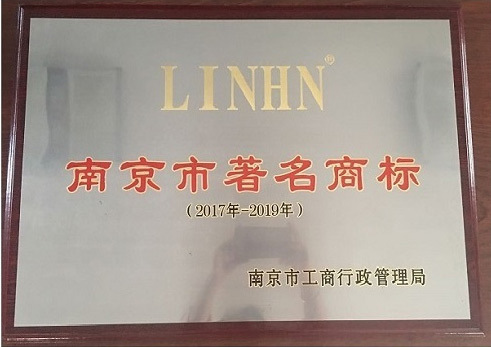 LINHN®
南京市著名商标
（2017年-2019年）
南京市工商行政管理局